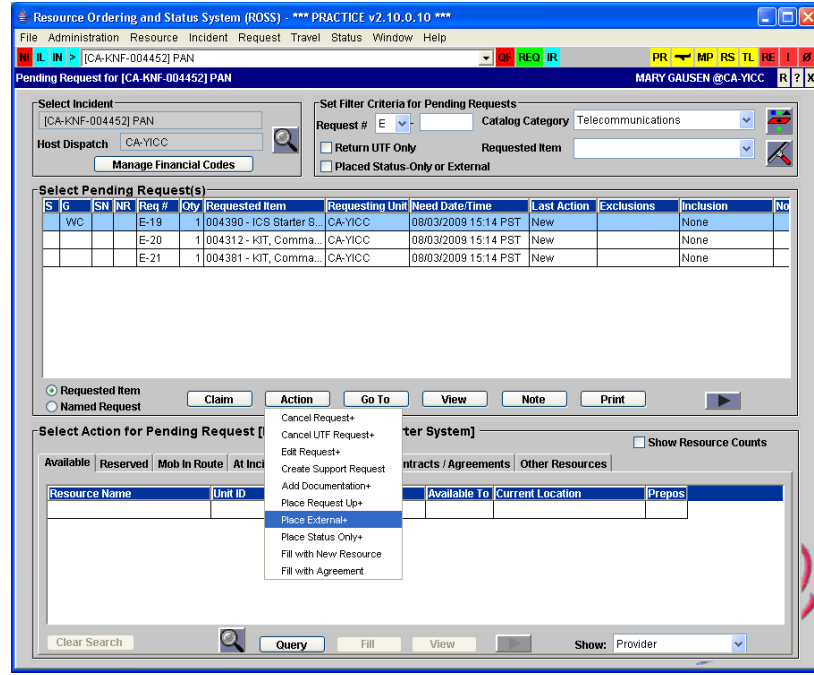 Resource Ordering and Status System (ROSS) - *** PRACTICE v2.10.0.10 ***
File Administration Resource Incident Request Travel Status Window Help
NI IL IN > [CA-KNF-004452] PAN QF REQ IR PR MP RS TL RE ! Ø
Pending Request for [CA-KNF-004452] PAN MARY GAUSEN @CA-YICC R ? X
Select Incident
[CA-KNF-004452] PAN
Host Dispatch CA-YICC
Manage Financial Codes
Set Filter Criteria for Pending Requests
Request # E - Catalog Category Telecommunications
Return UTF Only Requested Item
Placed Status-Only or External
Select Pending Request(s)
S G SN NR Req # Qty Requested Item Requesting Unit Need Date/Time Last Action Exclusions Inclusion No
WC E-19 1 004390 - ICS Starter S... CA-YICC 08/03/2009 15:14 PST New None
E-20 1 004312 - KIT, Comma... CA-YICC 08/03/2009 15:14 PST New None
E-21 1 004381 - KIT, Comma... CA-YICC 08/03/2009 15:14 PST New None
Requested Item
Named Request
Claim Action Go To View Note Print
Cancel Request+
Cancel UTF Request+
Edit Request+
Create Support Request
Add Documentation+
Place Request Up+
Place External+
Place Status Only+
Fill with New Resource
Fill with Agreement
Select Action for Pending Request [ ter System]
Show Resource Counts
Available Reserved Mob In Route At Inci ntracts / Agreements Other Resources
Resource Name Unit ID Available To Current Location Prepos
Clear Search Query Fill View Show: Provider